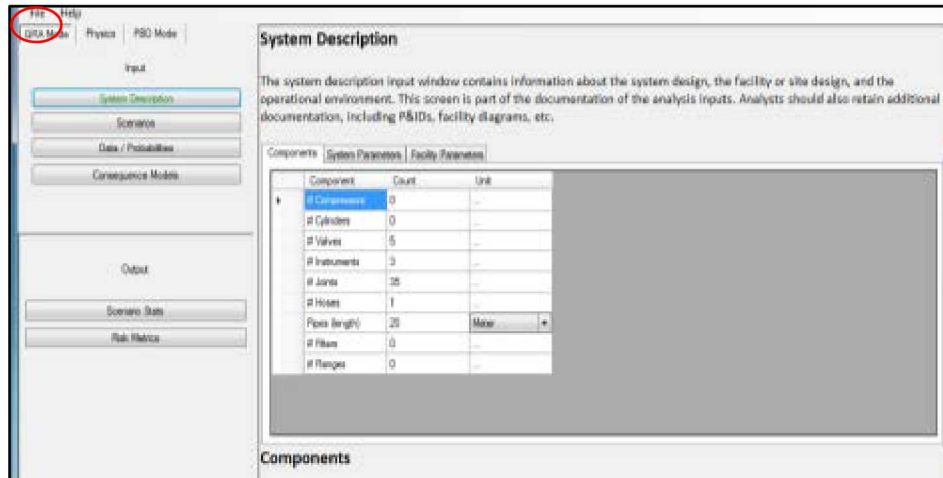 File Help
QRA Mode Physics PBD Mode
Input
System Description
Scenarios
Data / Probabilities
Consequence Models
Output
Scenario Stats
Risk Metrics
System Description
The system description input window contains information about the system design, the facility or site design, and the
operational environment. This screen is part of the documentation of the analysis inputs. Analysts should also retain additional
documentation, including P&IDs, facility diagrams, etc.
Components System Parameters Facility Parameters
Component Count Unit
# Compressors 0 ...
# Cylinders 0 ...
# Valves 5 ...
# Instruments 3 ...
# Joints 35 ...
# Hoses 1 ...
Pipes (length) 20 Meter
# Filters 0 ...
# Flanges 0 ...
Components